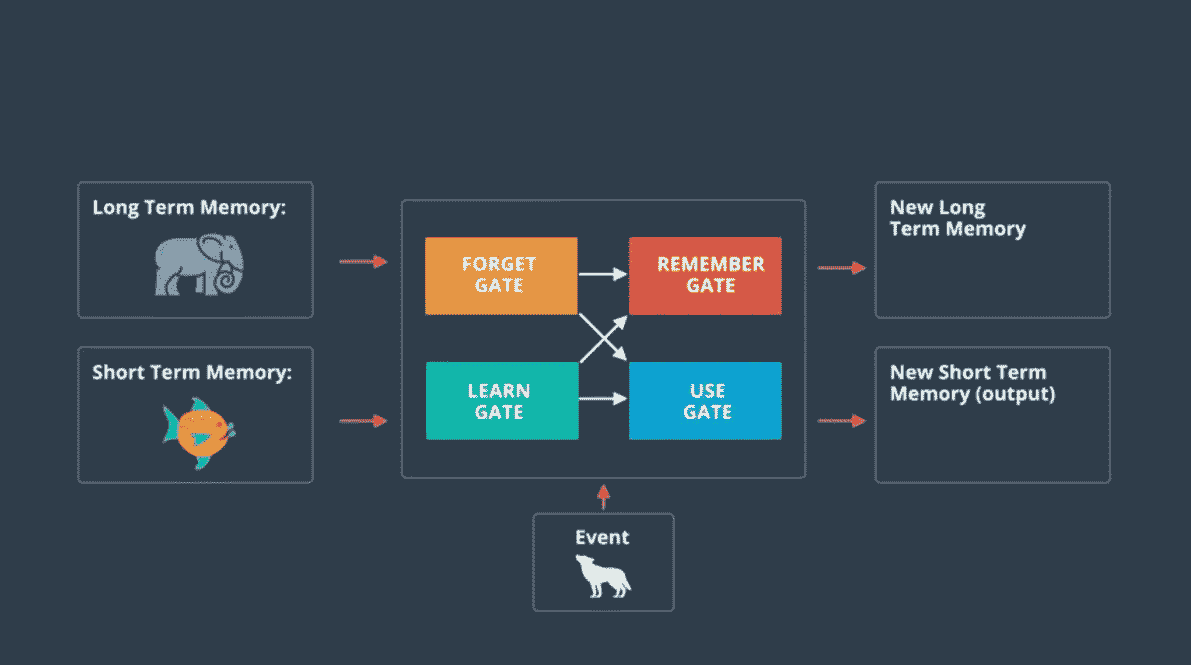 Long Term Memory:
Short Term Memory:
FORGET
GATE
REMEMBER
GATE
LEARN
GATE
USE
GATE
Event
New Long
Term Memory
New Short Term
Memory (output)